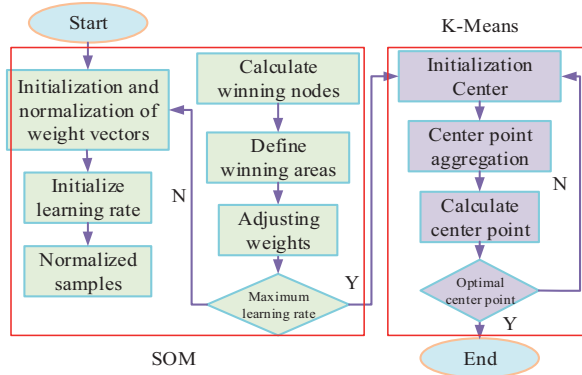 Start
K-Means
Initialization and
normalization of
weight vectors
Initialize
learning rate
Normalized
samples
Calculate
winning nodes
Define
winning areas
Adjusting
weights
Maximum
learning rate
N
Y
SOM
Initialization
Center
Center point
aggregation
Calculate
center point
Optimal
center point
N
Y
End